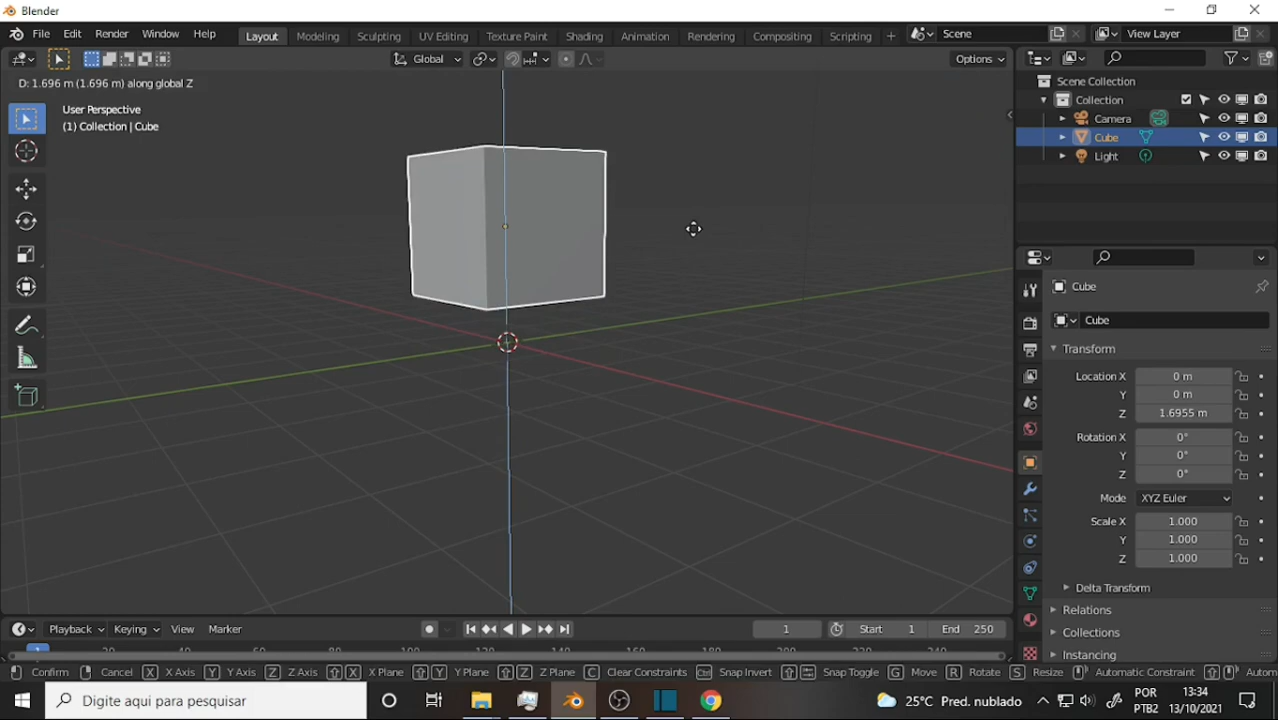 Blender
File Edit Render Window Help Layout Modeling Sculpting UV Editing Texture Paint Shading Animation Rendering Compositing Scripting + Scene View Layer
Global Options
D: 1.696 m (1.696 m) along global Z
User Perspective
(1) Collection | Cube
Scene Collection
Collection
Camera
Cube
Light
Cube
Cube
Transform
Location X 0 m
Y 0 m
Z 1.6955 m
Rotation X 0°
Y 0°
Z 0°
Mode XYZ Euler
Scale X 1.000
Y 1.000
Z 1.000
Delta Transform
Relations
Collections
Instancing
Playback Keying View Marker 1 Start 1 End 250
1
Confirm Cancel X X Axis Y Y Axis Z Z Axis X X Plane Y Y Plane Z Z Plane C Clear Constraints Ctrl Snap Invert Snap Toggle G Move R Rotate S Resize Automatic Constraint Autom
Digite aqui para pesquisar 25°C Pred. nublado POR 13:34
PTB2 13/10/2021